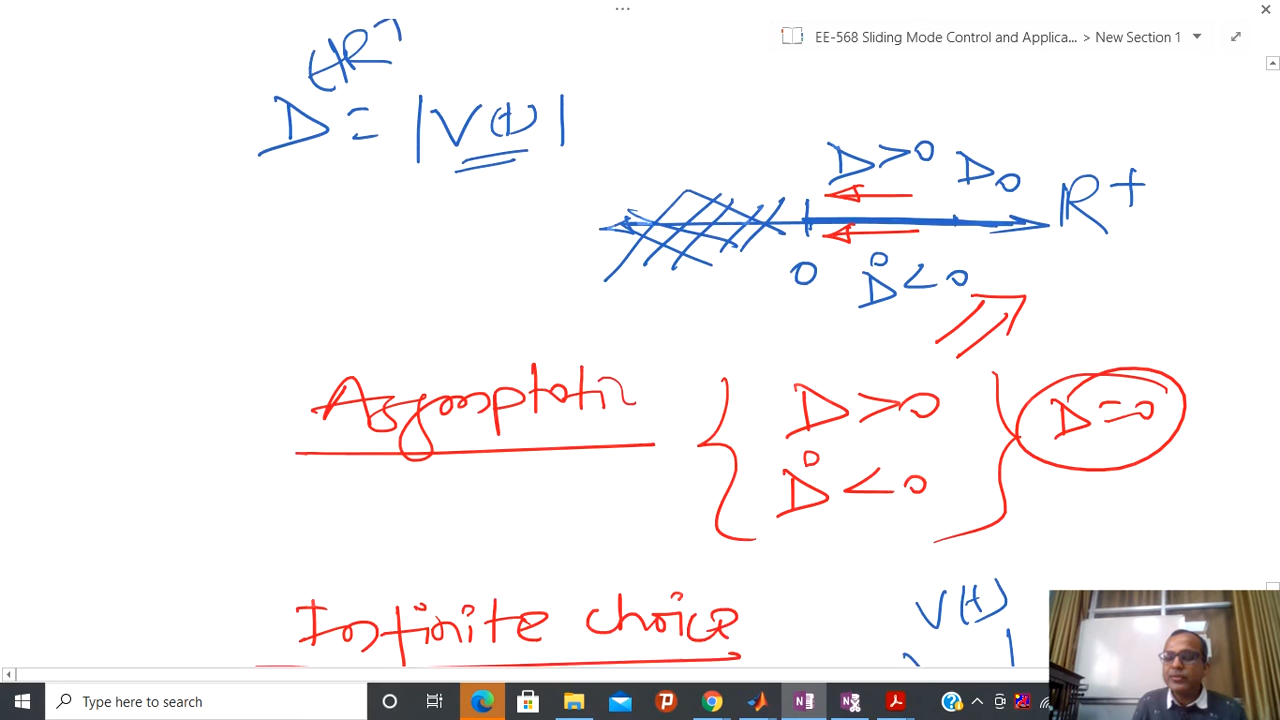 EE-568 Sliding Mode Control and Applica... > New Section 1
D = |V(t)|
D>0 D₀ R⁺
0 Ḋ<0
Asymptotic D>0 D=0
Ḋ<0
Infinite choice V(t)
Type here to search